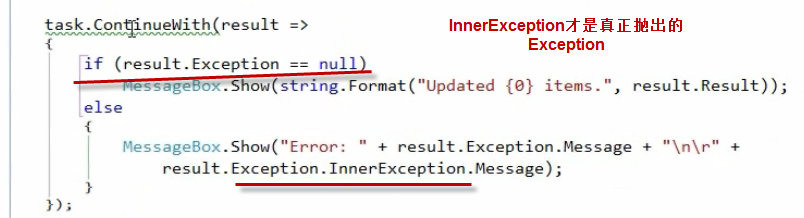 task.ContinueWith(result =>
InnerException才是真正抛出的
Exception
{
if (result.Exception == null)
MessageBox.Show(string.Format("Updated {0} items.", result.Result));
else
{
MessageBox.Show("Error: " + result.Exception.Message + "\n\r" +
result.Exception.InnerException.Message);
}
});